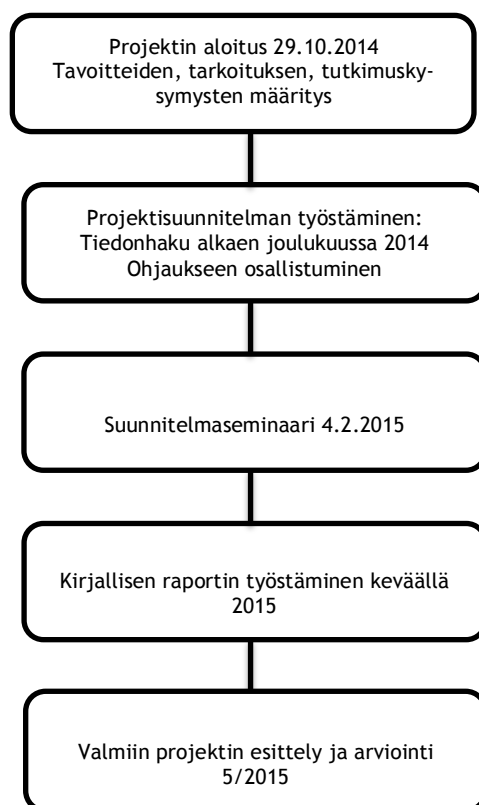 Projektin aloitus 29.10.2014
Tavoitteiden, tarkoituksen, tutkimusky-
symysten määritys
Projektisuunnitelman työstäminen:
Tiedonhaku alkaen joulukuussa 2014
Ohjaukseen osallistuminen
Suunnitelmaseminaari 4.2.2015
Kirjallisen raportin työstäminen keväällä
2015
Valmiin projektin esittely ja arviointi
5/2015